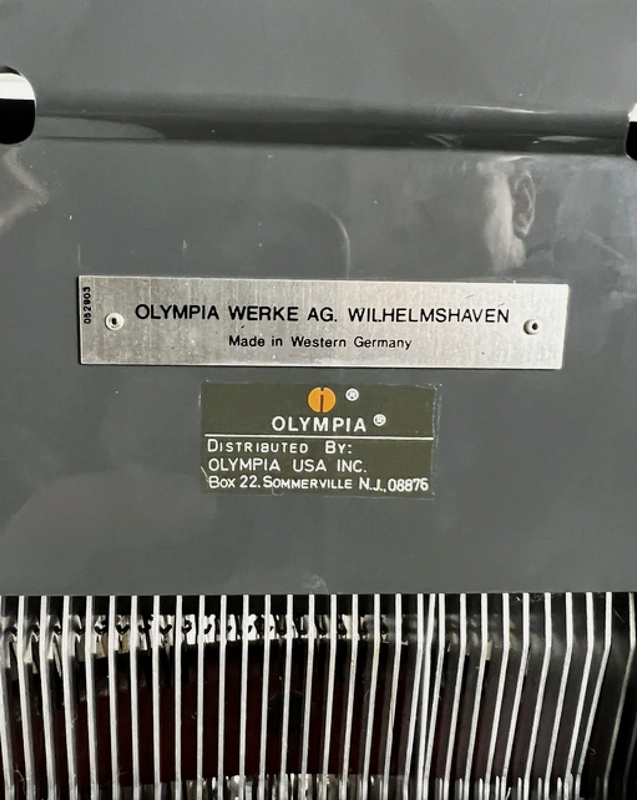 052903
OLYMPIA WERKE AG. WILHELMSHAVEN
Made in Western Germany
®
OLYMPIA®
DISTRIBUTED BY:
OLYMPIA USA INC.
BOX 22. SOMMERVILLE N.J., 08876